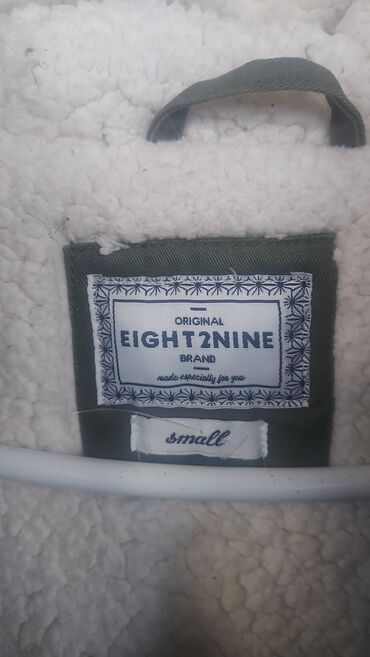 ORIGINAL
EIGHT2NINE
BRAND
made especially for you
small